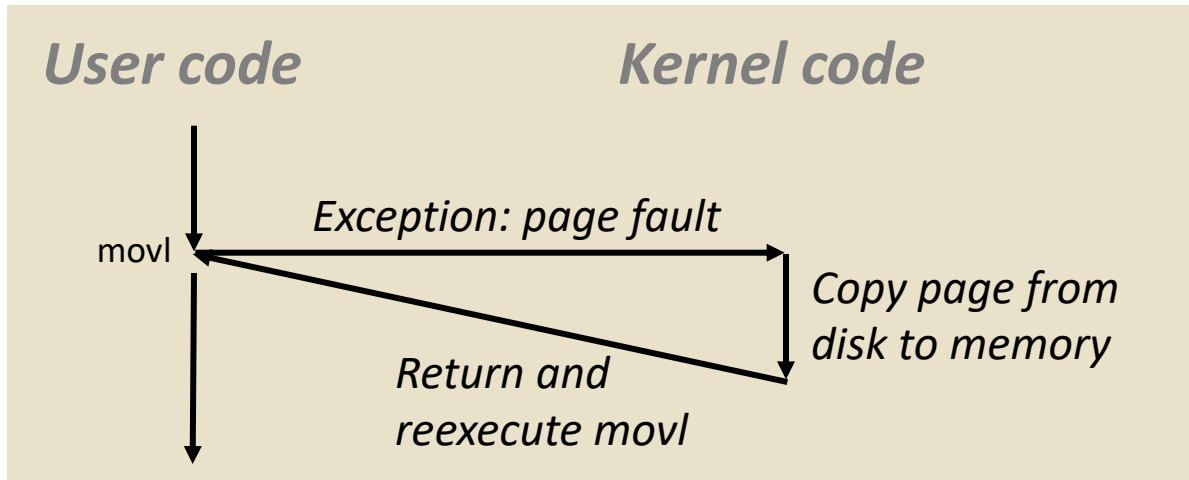 User code
Kernel code
Exception: page fault
movl
Copy page from
disk to memory
Return and
reexecute movl